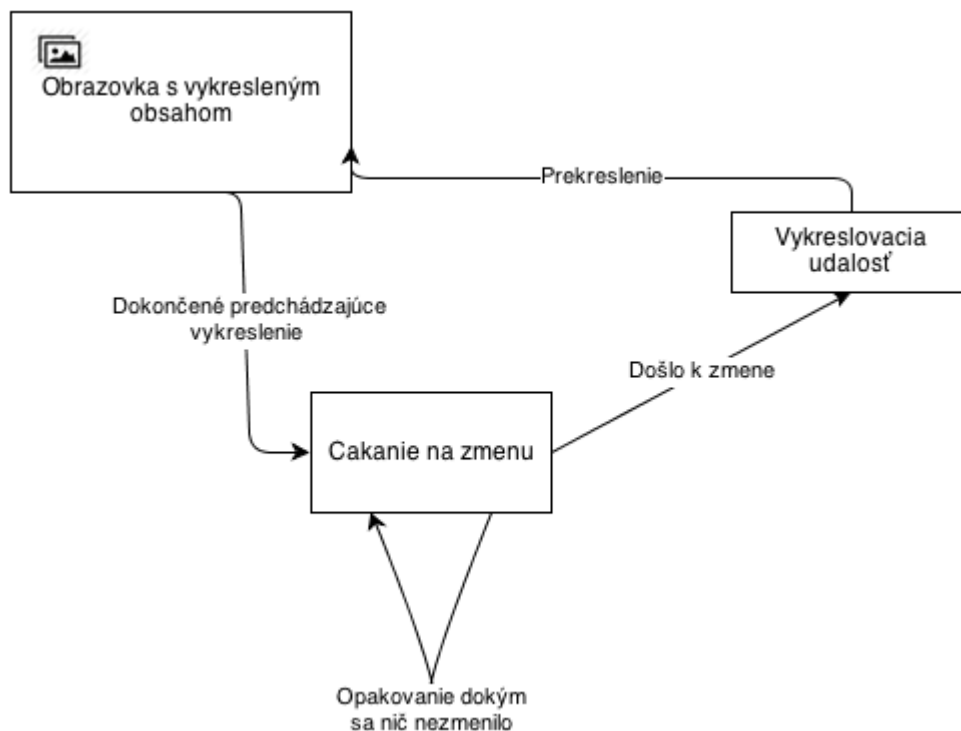 Obrazovka s vykresleným
obsahom
Prekreslenie
Vykreslovacia
udalosť
Dokončené predchádzajúce
vykreslenie
Došlo k zmene
Cakanie na zmenu
Opakovanie dokým
sa nič nezmenilo